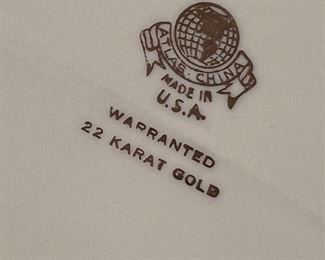 ATLAS · CHINA
MADE IN
U.S.A.
WARRANTED
22 KARAT GOLD